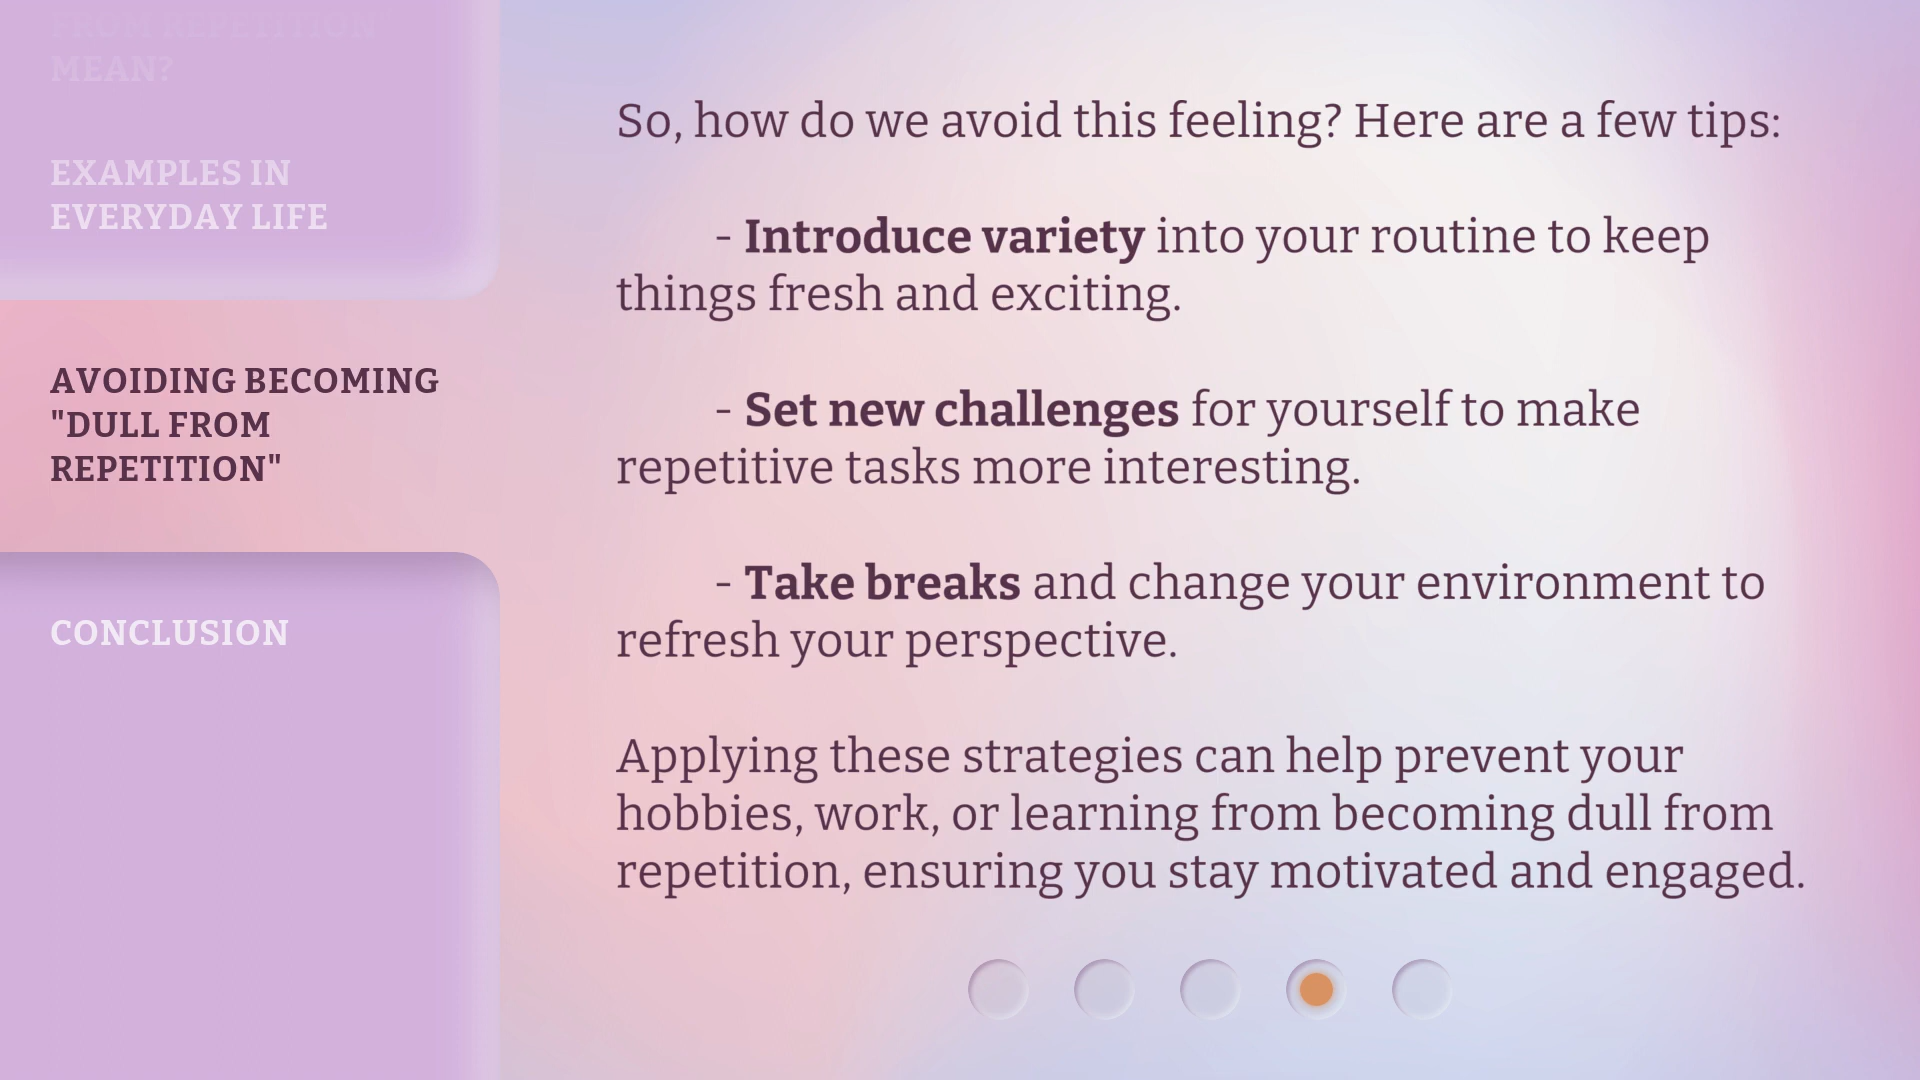 FROM REPETITION"
MEAN?
EXAMPLES IN
EVERYDAY LIFE
AVOIDING BECOMING
"DULL FROM
REPETITION"
CONCLUSION
So, how do we avoid this feeling? Here are a few tips:
- Introduce variety into your routine to keep
things fresh and exciting.
- Set new challenges for yourself to make
repetitive tasks more interesting.
- Take breaks and change your environment to
refresh your perspective.
Applying these strategies can help prevent your
hobbies, work, or learning from becoming dull from
repetition, ensuring you stay motivated and engaged.